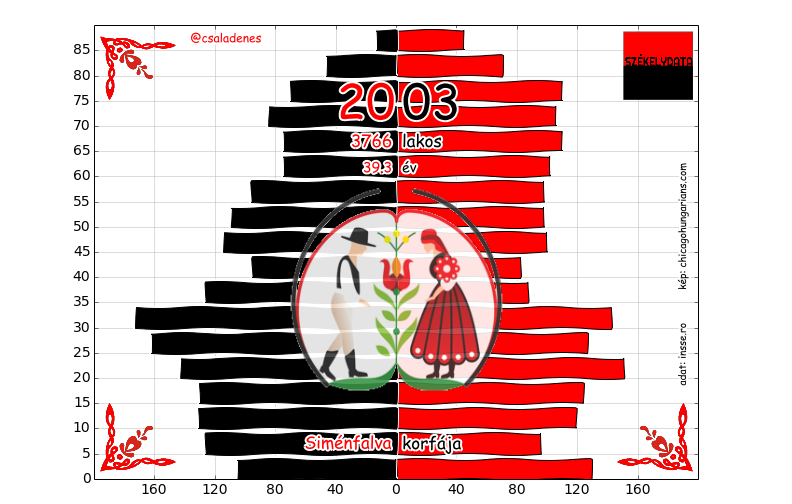 @csaladenes
SZÉKELYDATA
2003
3766 lakos
39.3 év
kép: chicagohungarians.com
adat: insse.ro
Siménfalva korfája
85
80
75
70
65
60
55
50
45
40
35
30
25
20
15
10
5
0
160 120 80 40 0 40 80 120 160